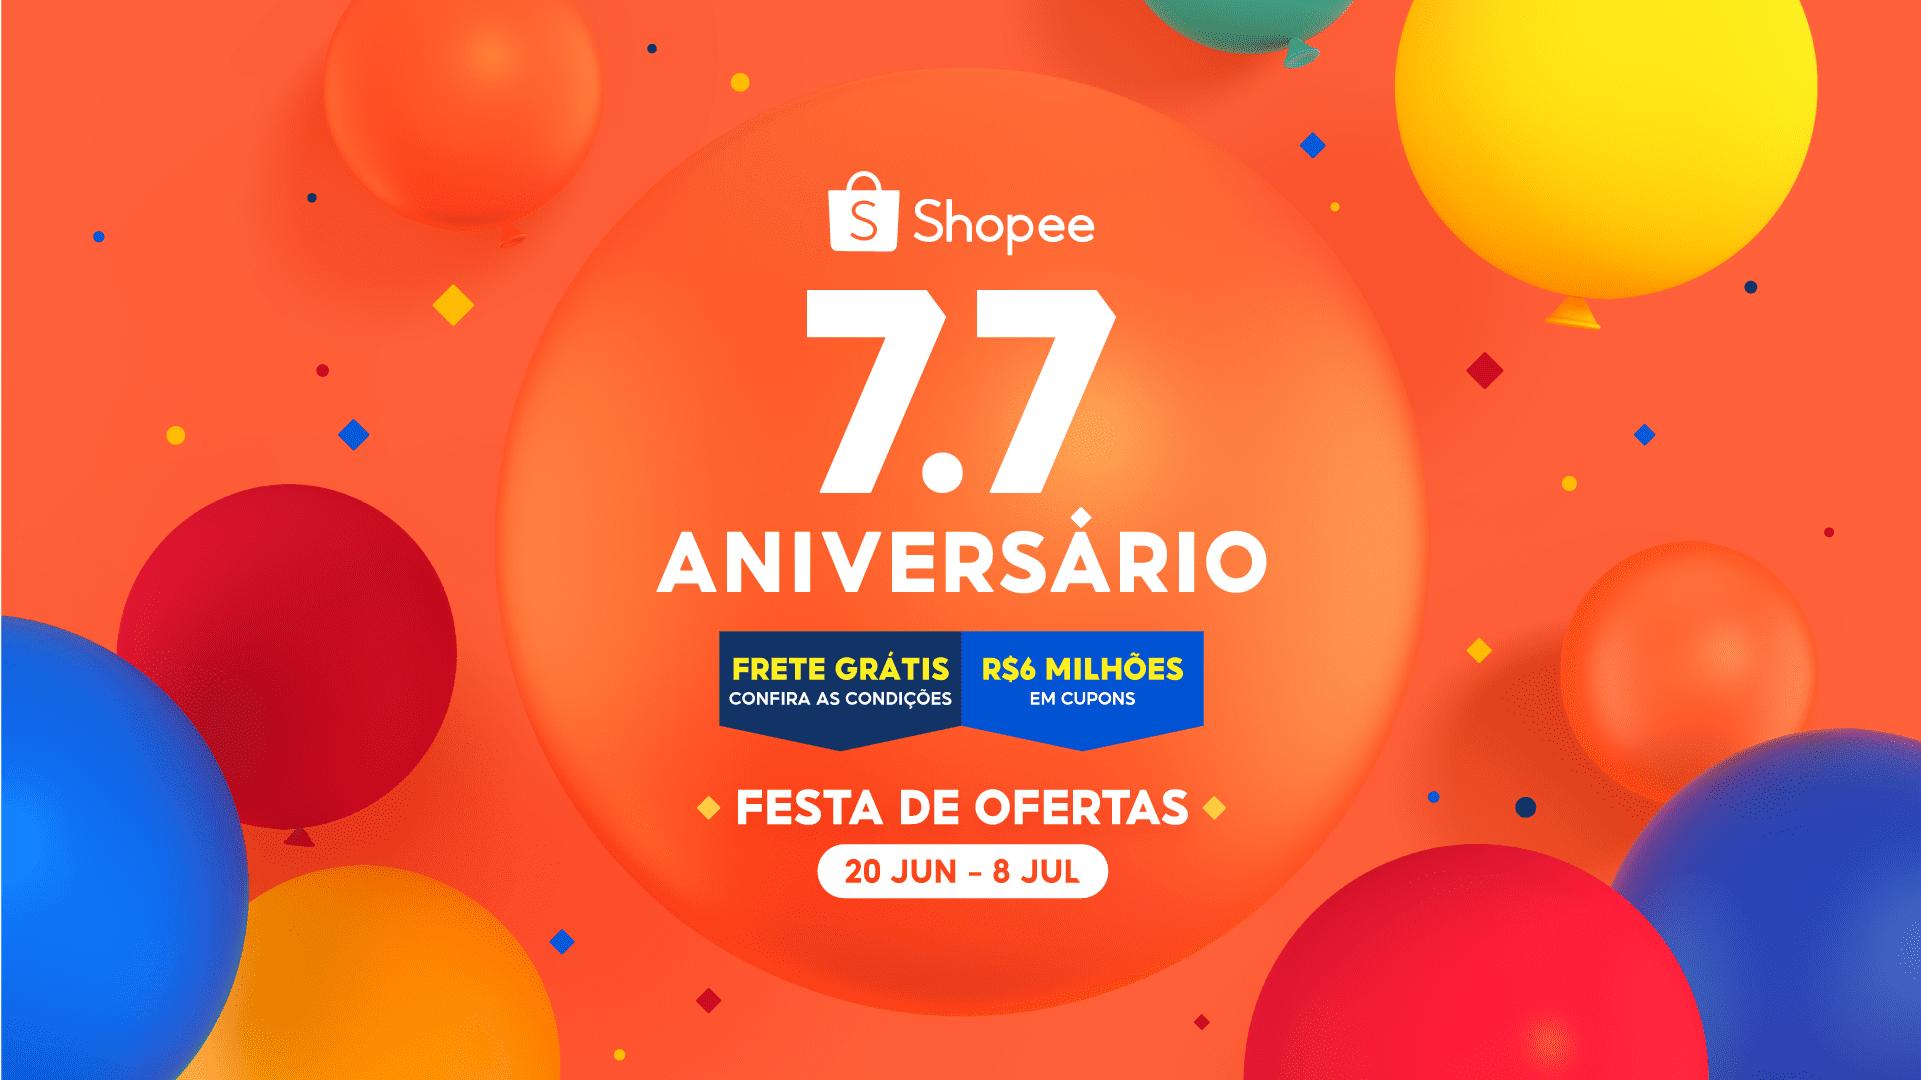 S Shopee
7.7
ANIVERSÁRIO
FRETE GRÁTIS
CONFIRA AS CONDIÇÕES
R$6 MILHÕES
EM CUPONS
FESTA DE OFERTAS
20 JUN - 8 JUL